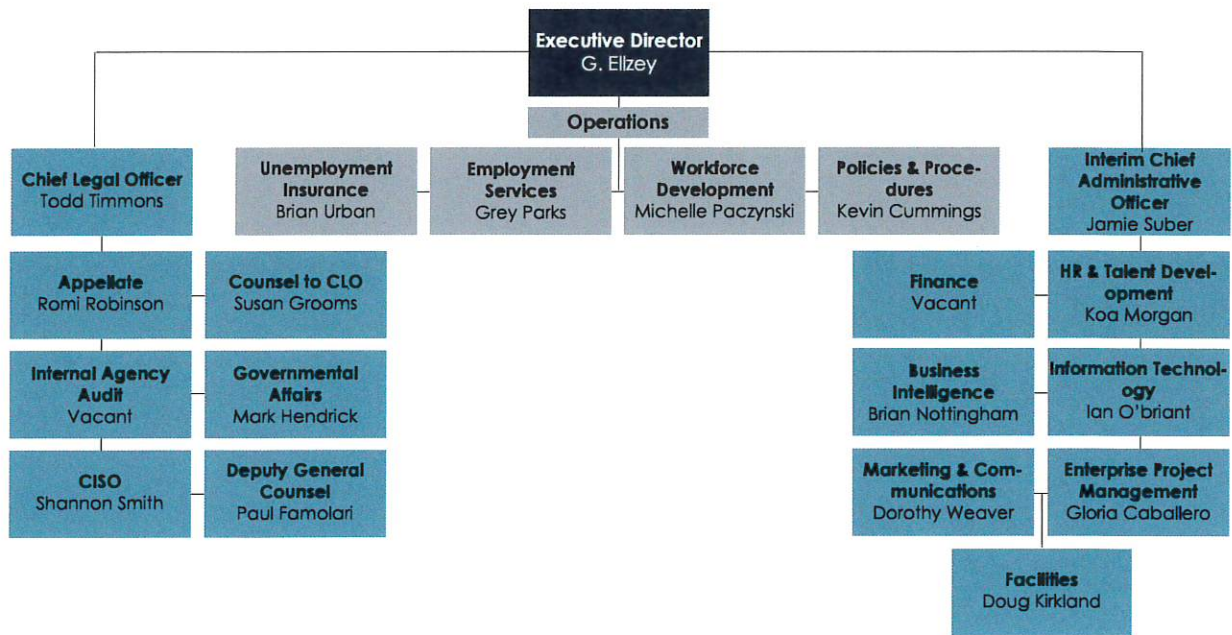 Executive Director
G. Ellzey
Operations
Chief Legal Officer
Todd Timmons
Unemployment
Insurance
Brian Urban
Employment
Services
Grey Parks
Workforce
Development
Michelle Paczynski
Policies & Proce-
dures
Kevin Cummings
Interim Chief
Administrative
Officer
Jamie Suber
Appellate
Romi Robinson
Counsel to CLO
Susan Grooms
Finance
Vacant
HR & Talent Devel-
opment
Koa Morgan
Internal Agency
Audit
Vacant
Governmental
Affairs
Mark Hendrick
Business
Intelligence
Brian Nottingham
Information Technol-
ogy
Ian O'briant
CISO
Shannon Smith
Deputy General
Counsel
Paul Famolari
Marketing & Com-
munications
Dorothy Weaver
Enterprise Project
Management
Gloria Caballero
Facilities
Doug Kirkland